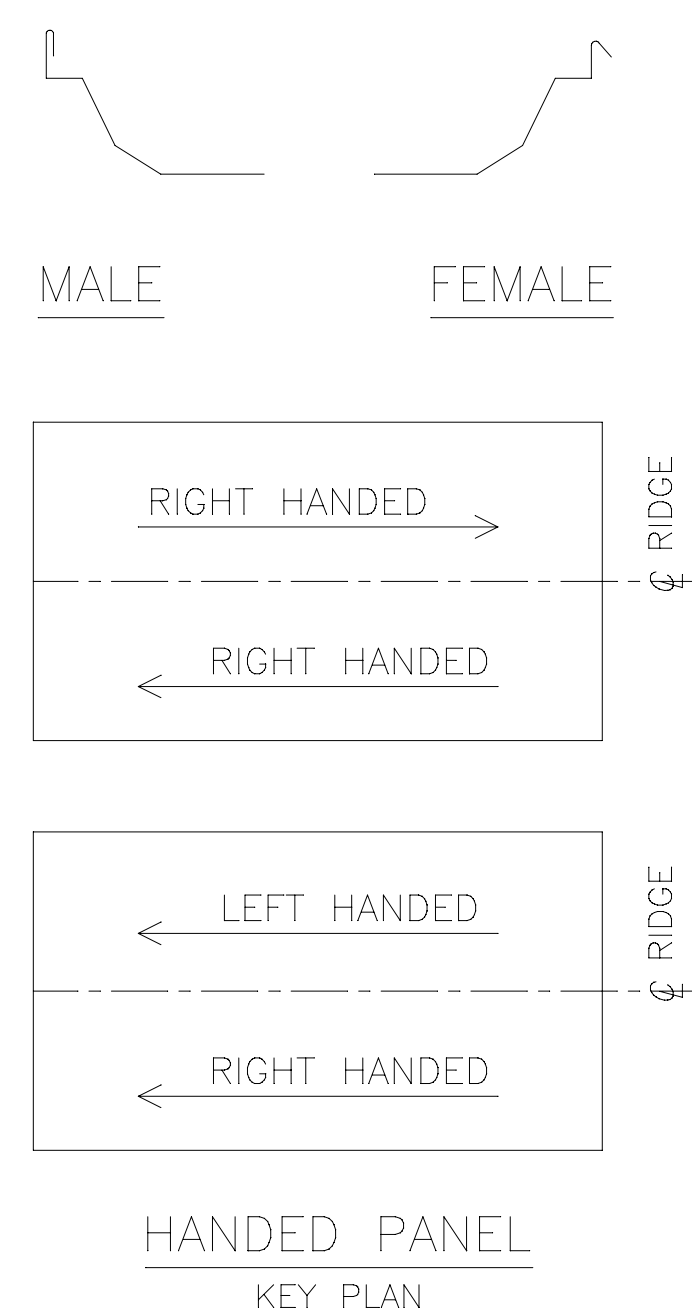 MALE
FEMALE
RIGHT HANDED
℄ RIDGE
RIGHT HANDED
LEFT HANDED
℄ RIDGE
RIGHT HANDED
HANDED PANEL
KEY PLAN